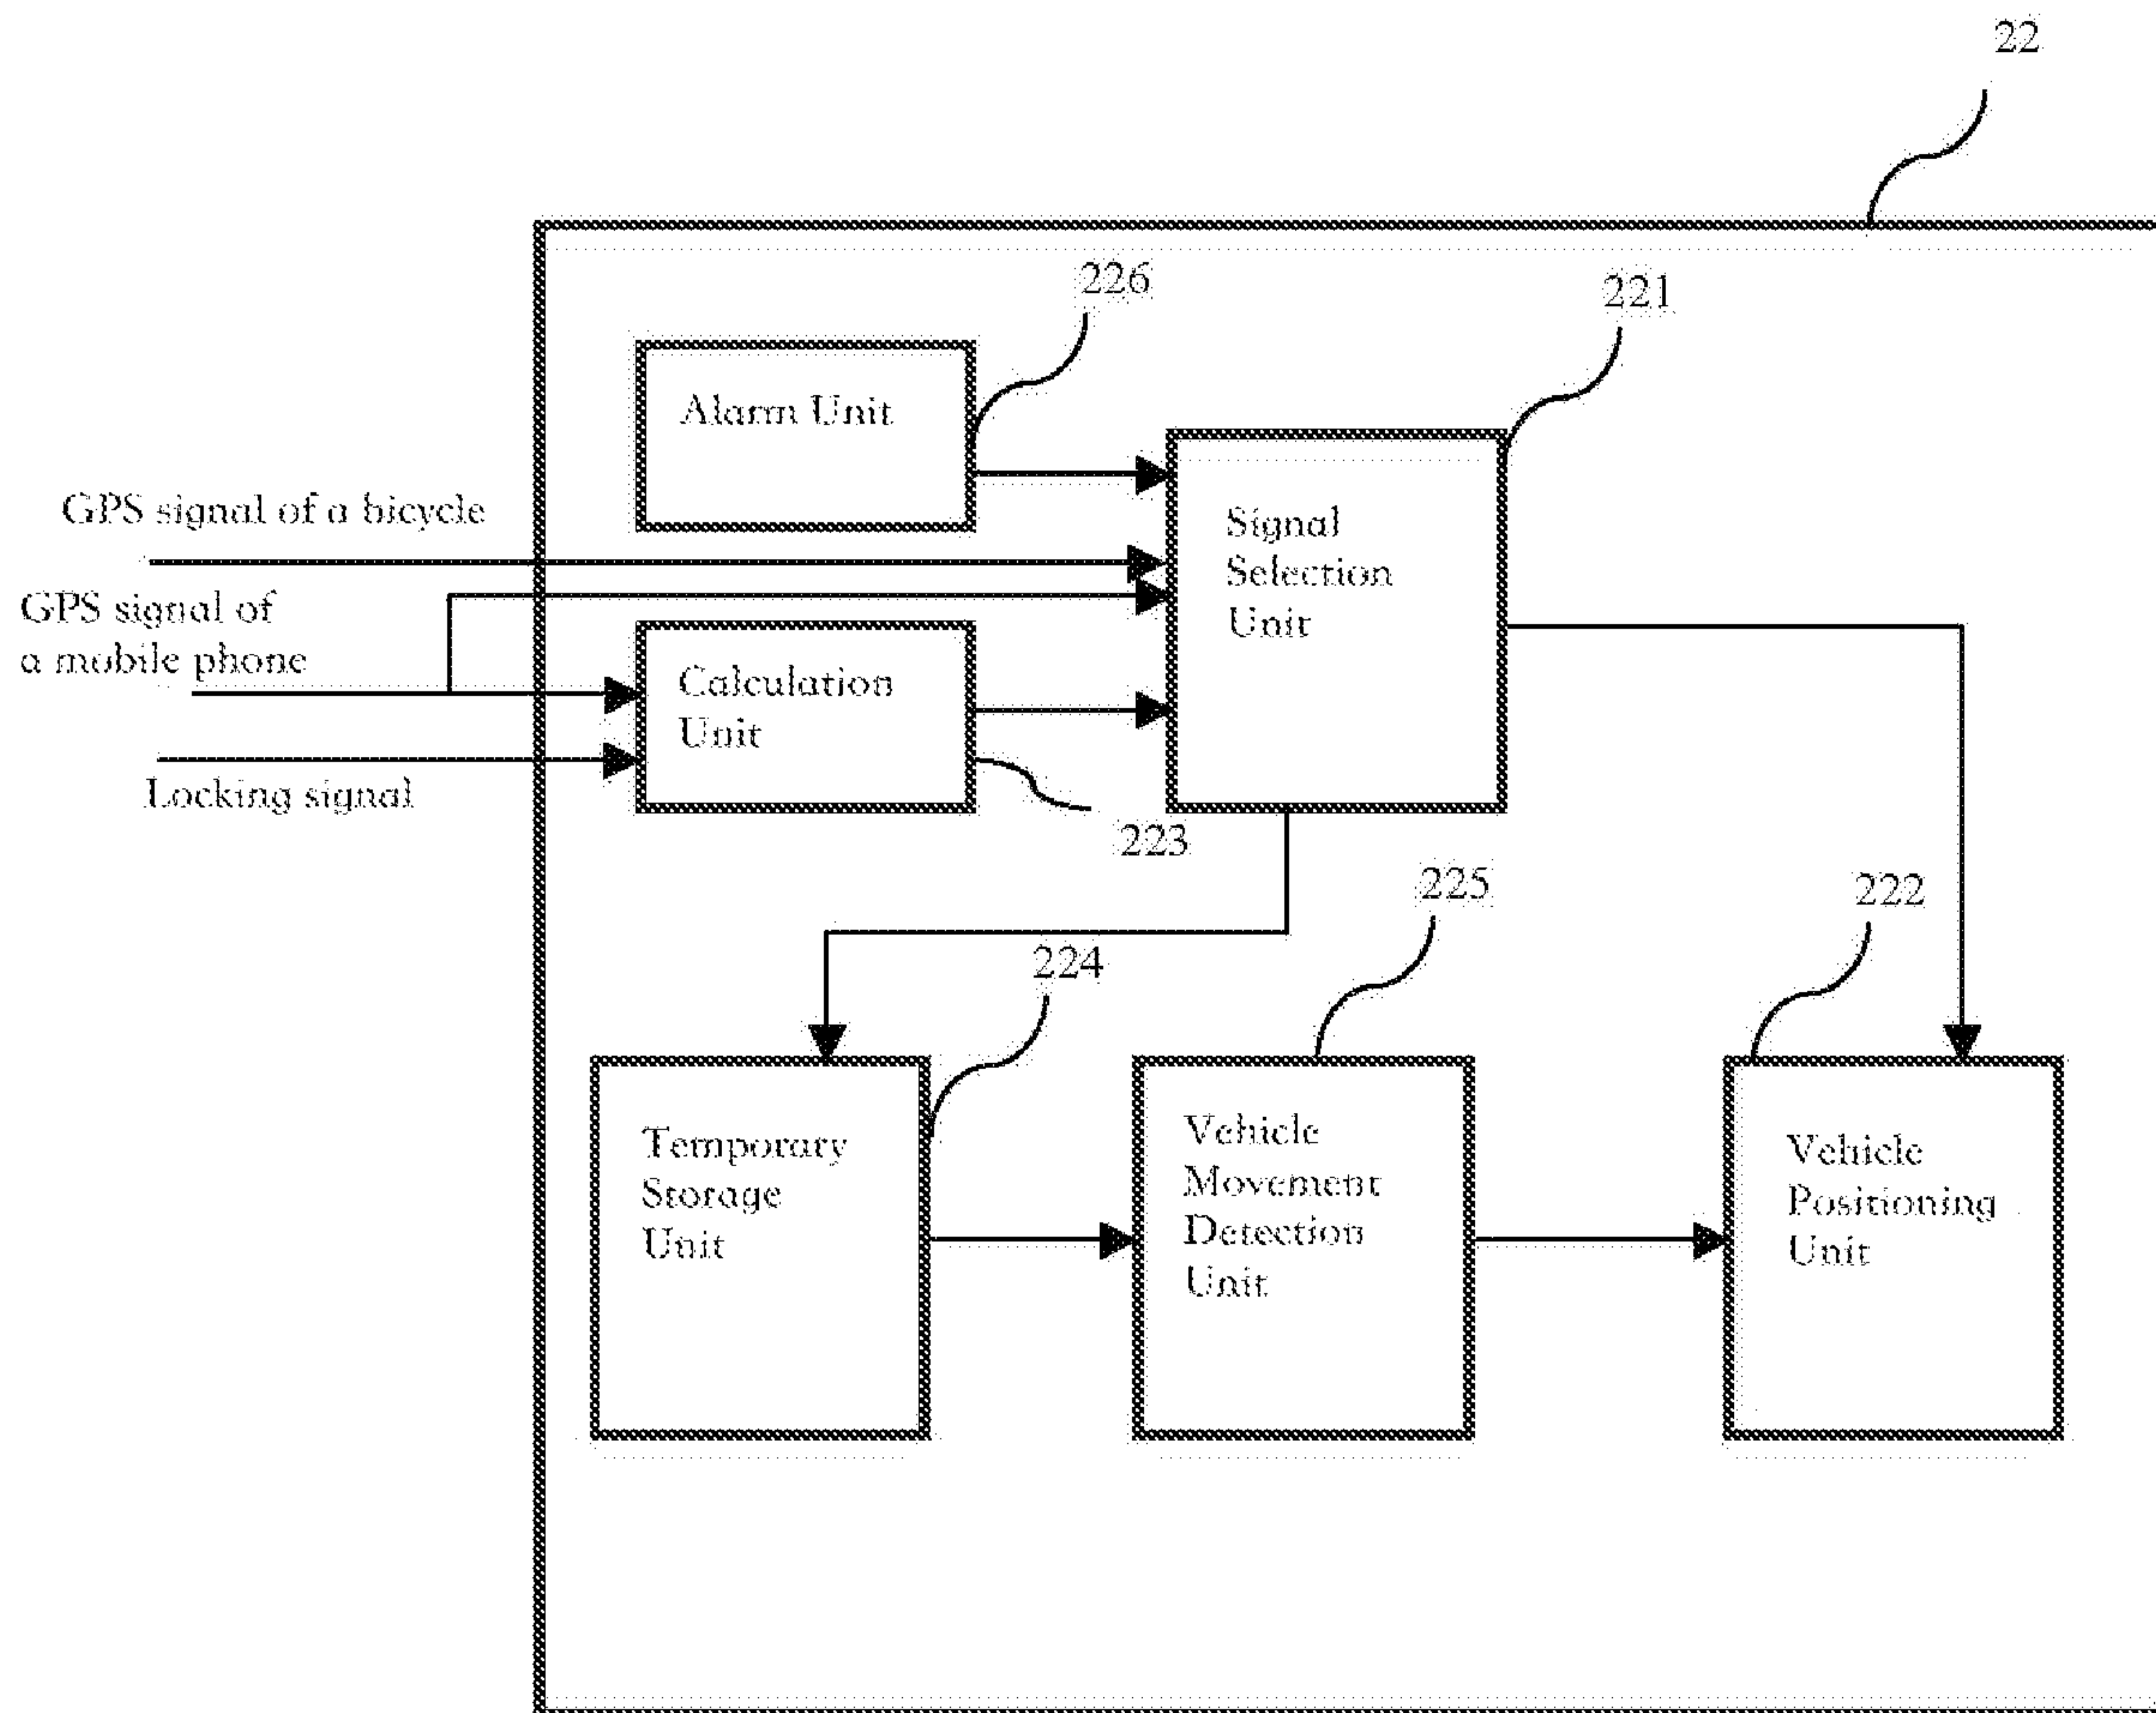 22
226
221
Alarm Unit
GPS signal of a bicycle
Signal
Selection
Unit
GPS signal of
a mobile phone
Calculation
Unit
Locking signal
223
225
222
224
Temporary
Storage
Unit
Vehicle
Movement
Detection
Unit
Vehicle
Positioning
Unit